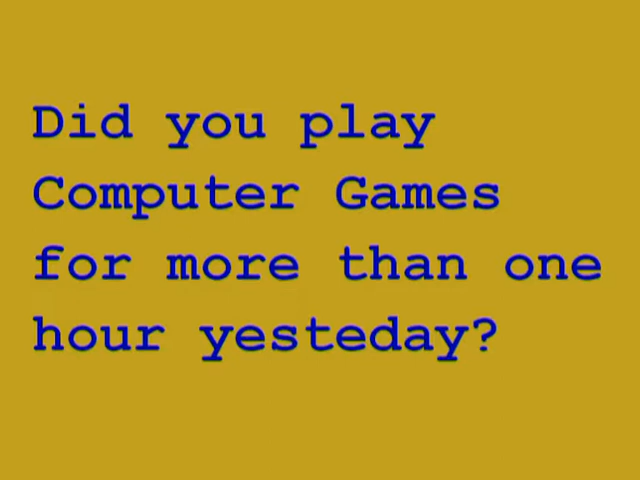 Did you play
Computer Games
for more than one
hour yesteday?